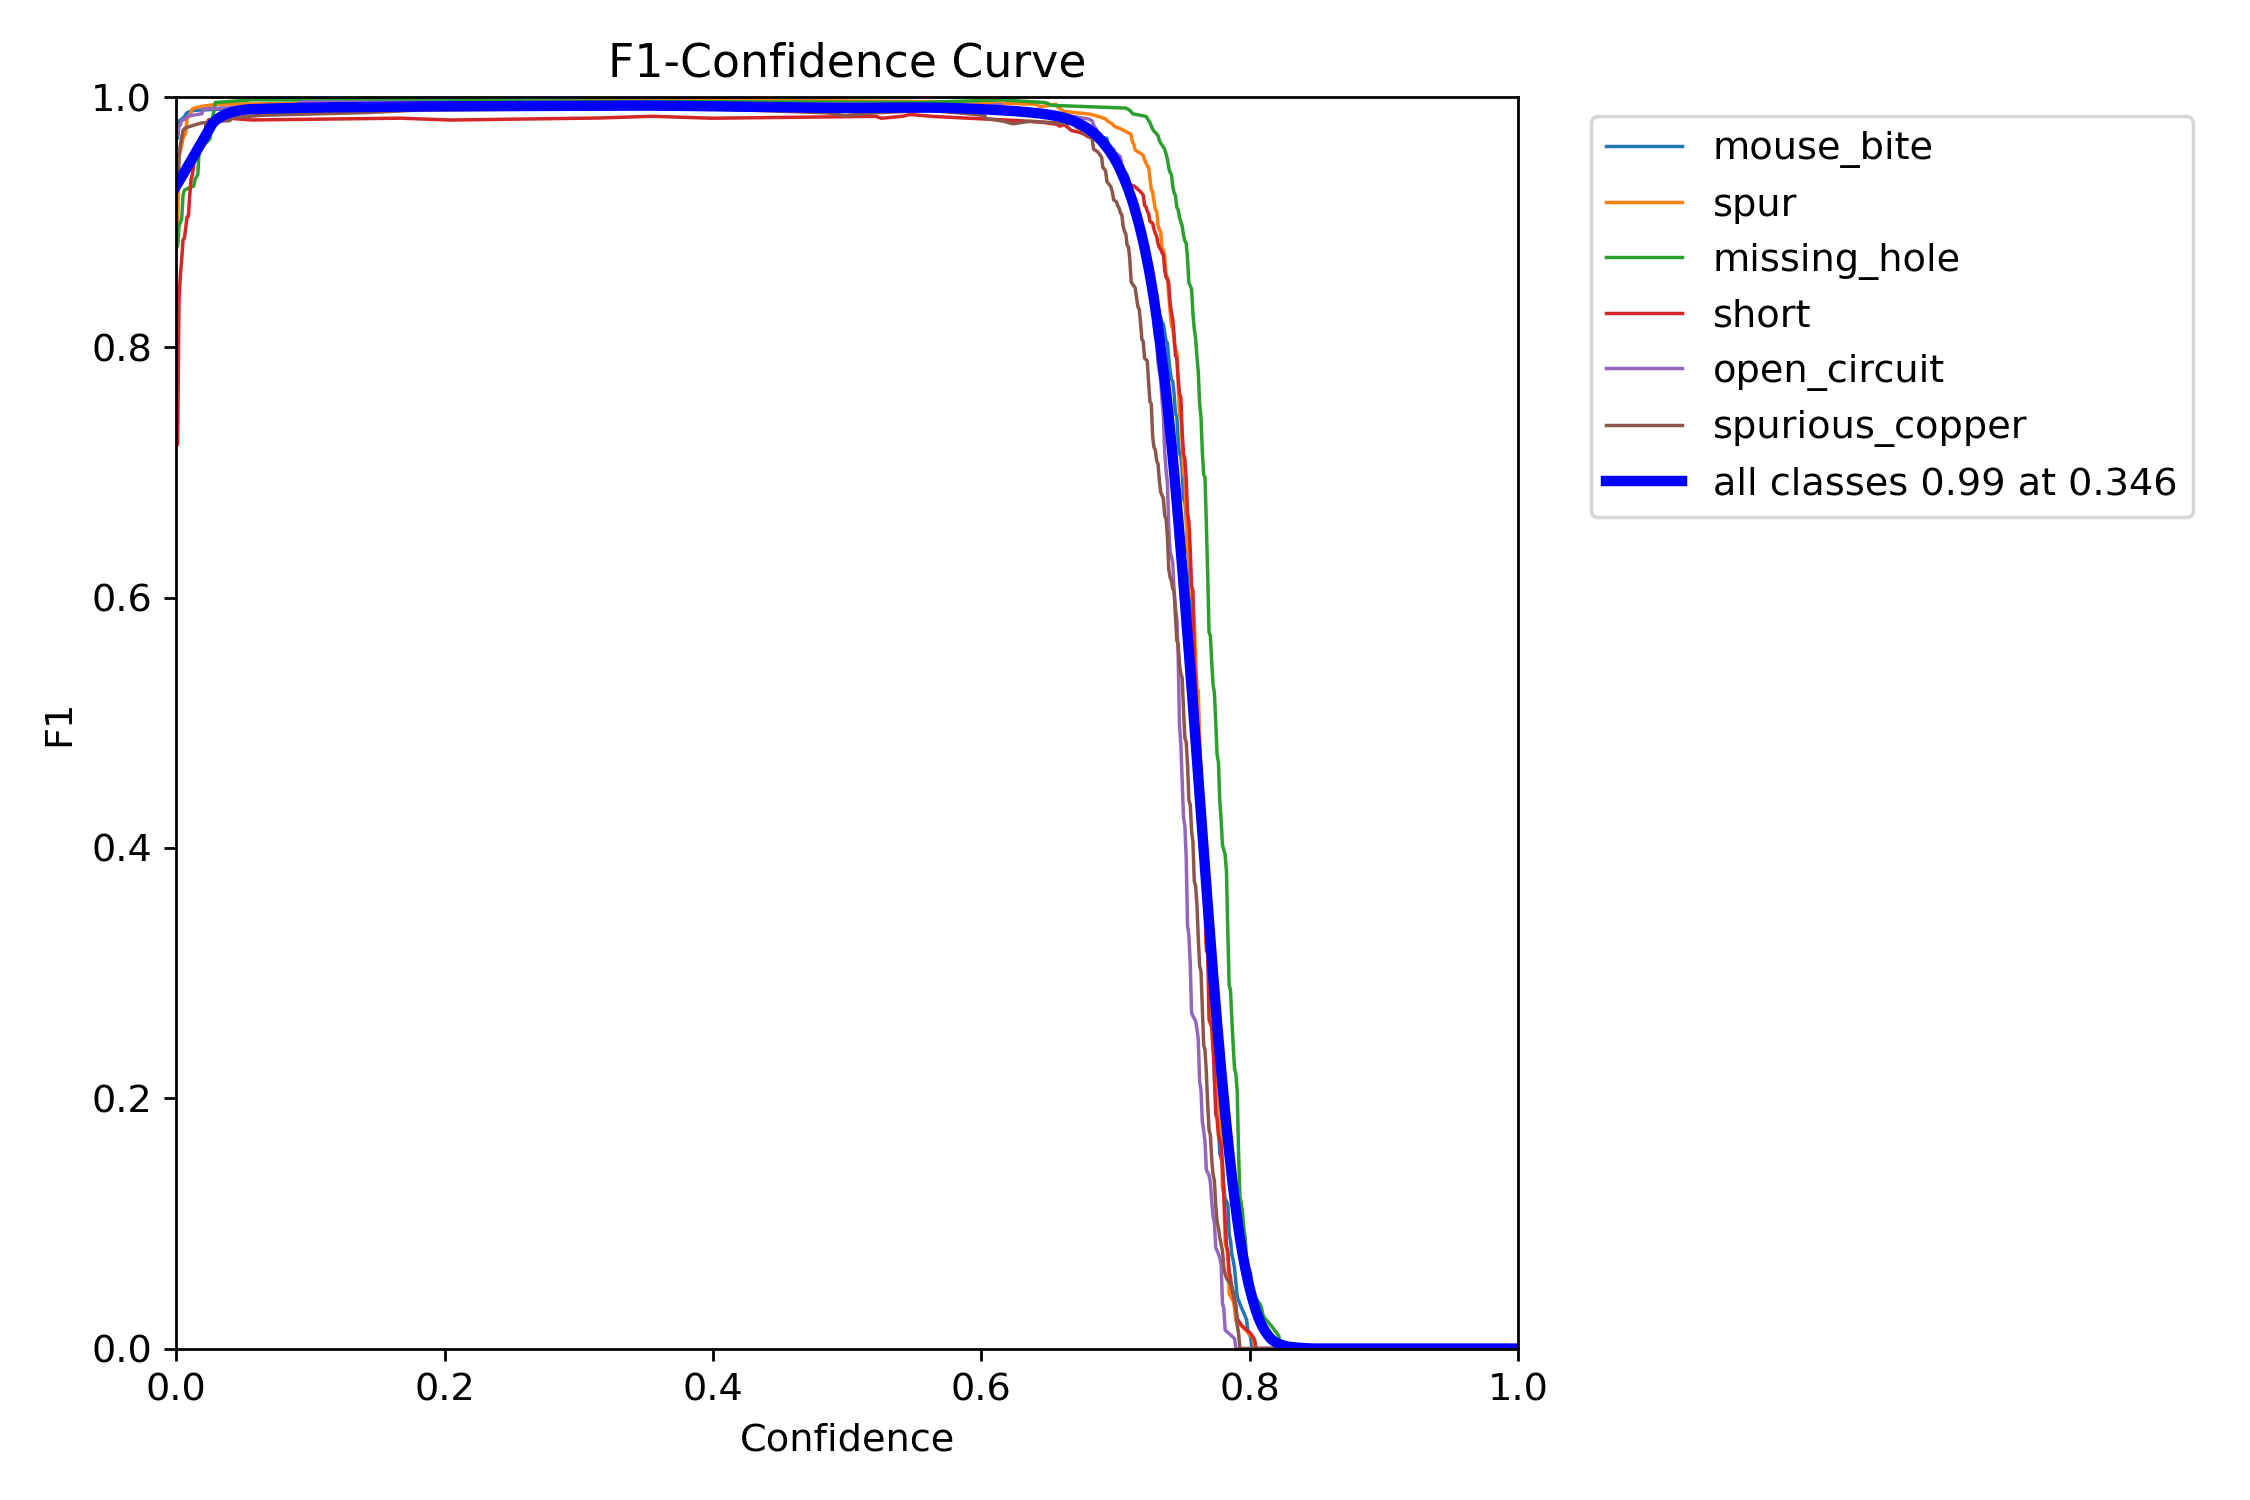 F1-Confidence Curve
1.0
0.8
0.6
0.4
0.2
0.0
F1
0.0 0.2 0.4 0.6 0.8 1.0
Confidence
mouse_bite
spur
missing_hole
short
open_circuit
spurious_copper
all classes 0.99 at 0.346